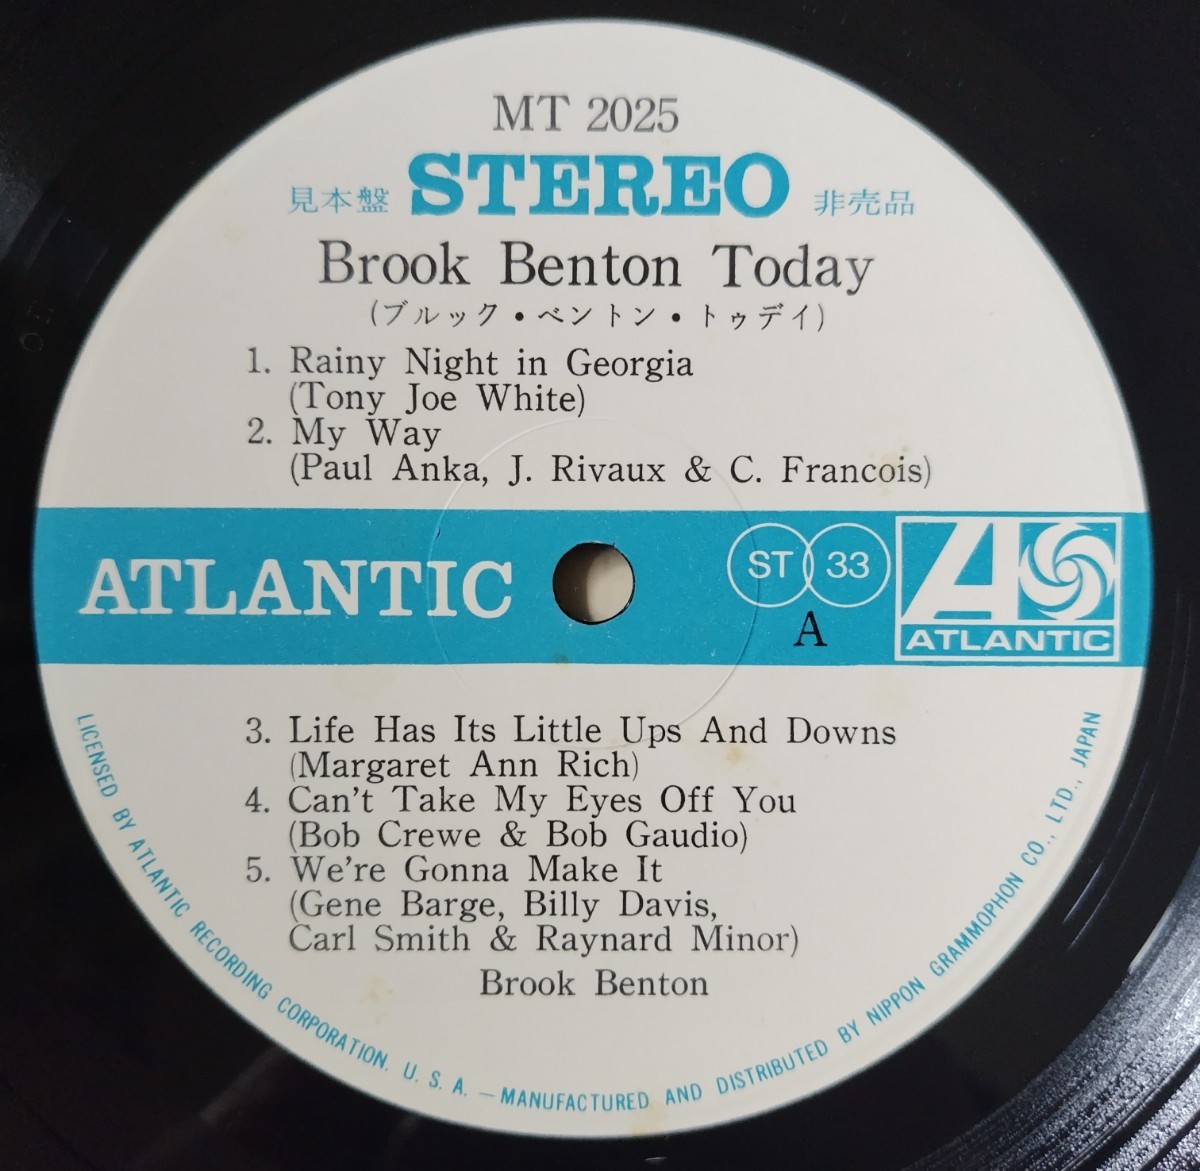 MT 2025
見本盤 STEREO 非売品
Brook Benton Today
(ブルック・ベントン・トゥデイ)
1. Rainy Night in Georgia
(Tony Joe White)
2. My Way
(Paul Anka, J. Rivaux & C. Francois)
ATLANTIC
ST 33
A
ATLANTIC
3. Life Has Its Little Ups And Downs
(Margaret Ann Rich)
4. Can't Take My Eyes Off You
(Bob Crewe & Bob Gaudio)
5. We're Gonna Make It
(Gene Barge, Billy Davis,
Carl Smith & Raynard Minor)
Brook Benton
LICENSED BY ATLANTIC RECORDING CORPORATION. U. S. A. — MANUFACTURED AND DISTRIBUTED BY NIPPON GRAMMOPHON CO., LTD., JAPAN